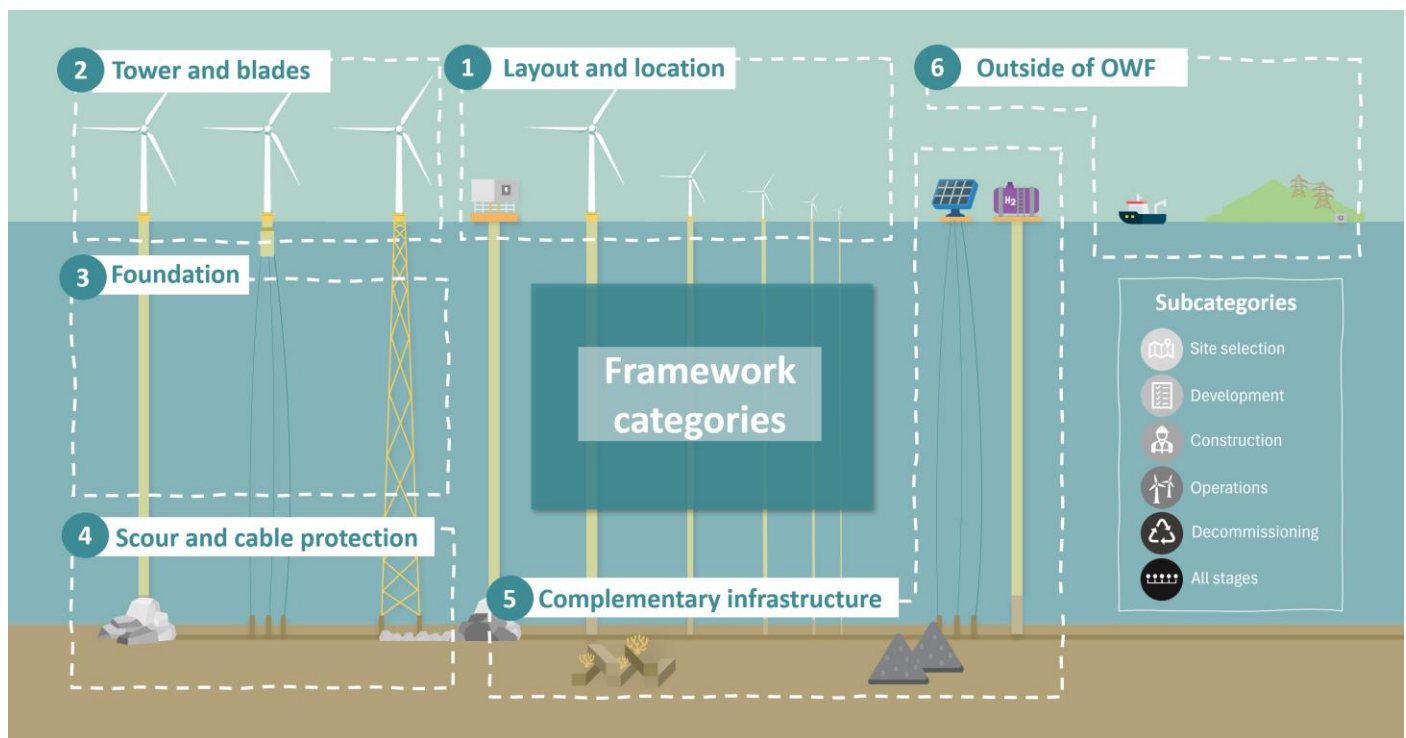 2 Tower and blades
1 Layout and location
6 Outside of OWF
H2
3 Foundation
Framework
categories
Subcategories
Site selection
Development
Construction
Operations
Decommissioning
All stages
4 Scour and cable protection
5 Complementary infrastructure